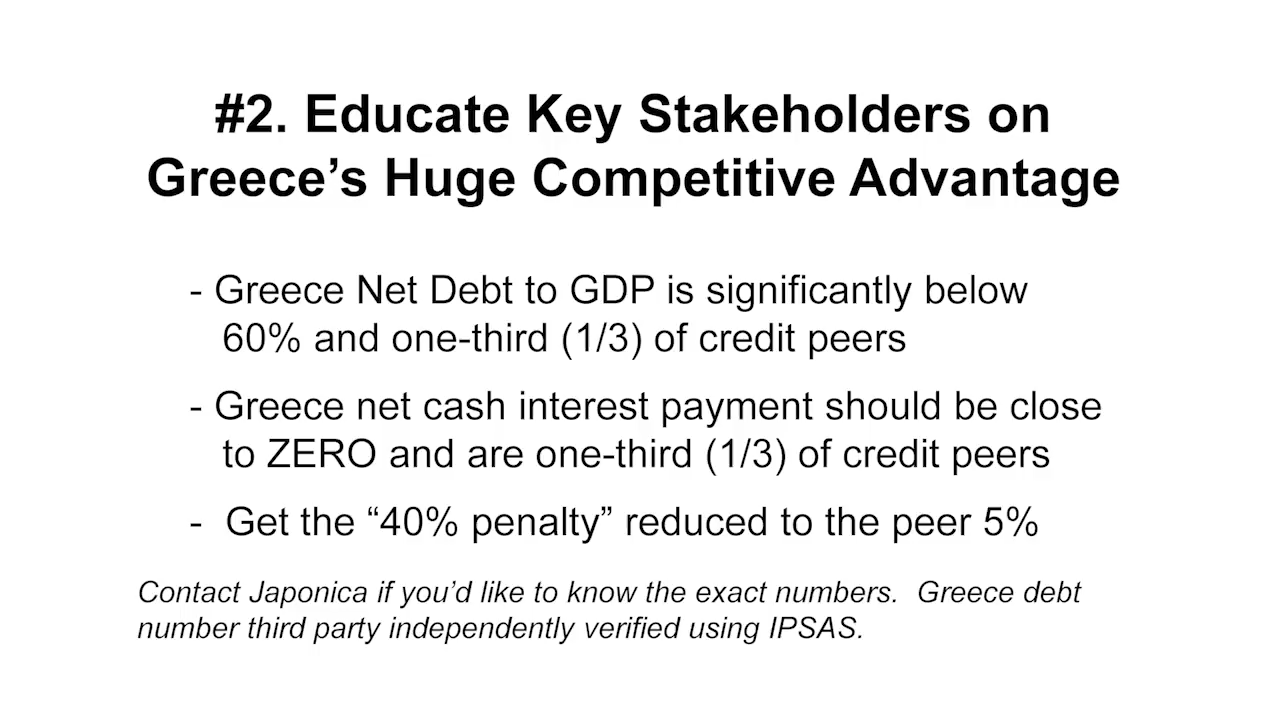 #2. Educate Key Stakeholders on
Greece’s Huge Competitive Advantage
- Greece Net Debt to GDP is significantly below
60% and one-third (1/3) of credit peers
- Greece net cash interest payment should be close
to ZERO and are one-third (1/3) of credit peers
- Get the “40% penalty” reduced to the peer 5%
Contact Japonica if you’d like to know the exact numbers. Greece debt
number third party independently verified using IPSAS.